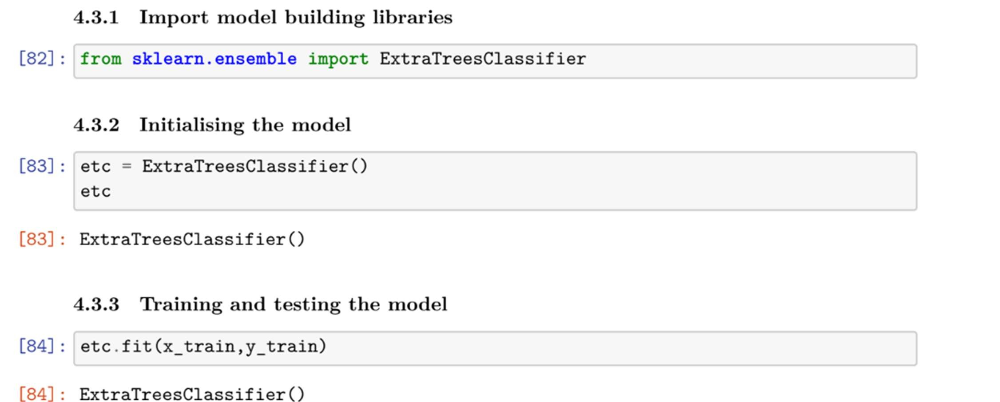 4.3.1 Import model building libraries
[82]: from sklearn.ensemble import ExtraTreesClassifier
4.3.2 Initialising the model
[83]: etc = ExtraTreesClassifier()
etc
[83]: ExtraTreesClassifier()
4.3.3 Training and testing the model
[84]: etc.fit(x_train,y_train)
[84]: ExtraTreesClassifier()